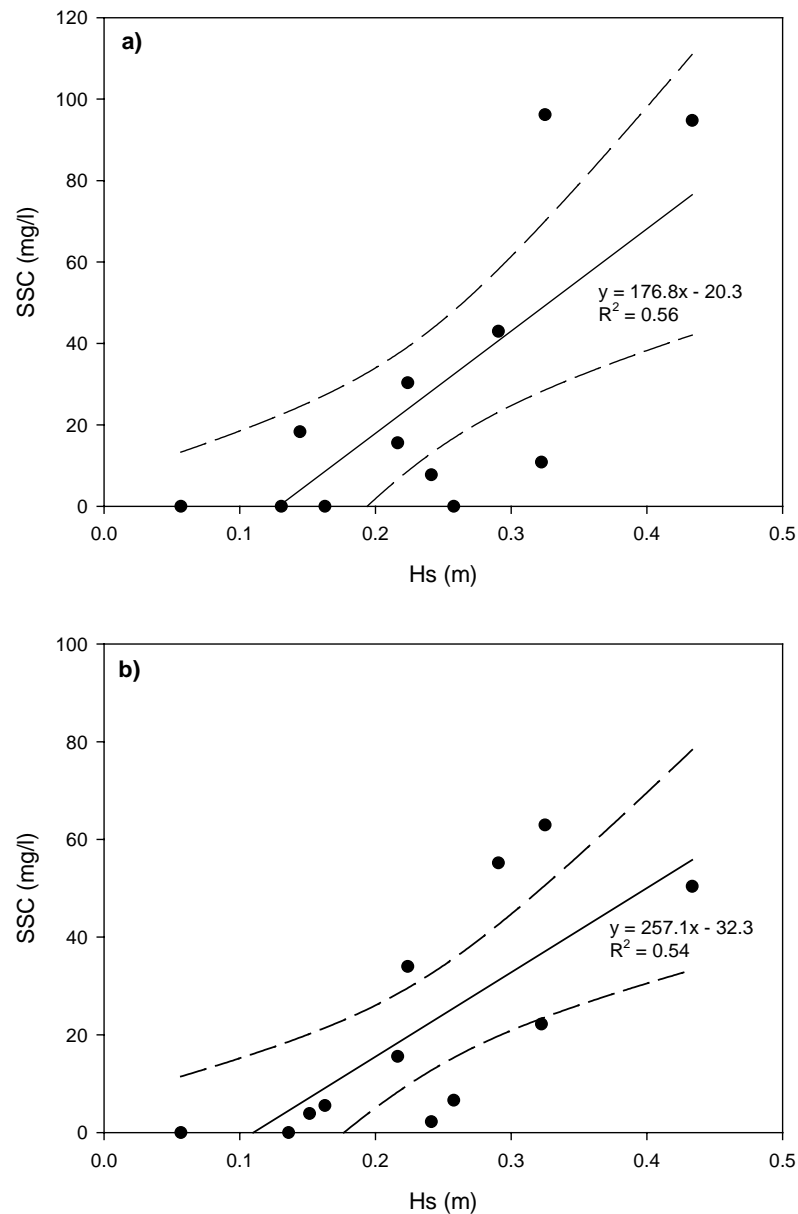 a)
120
100
80
60
40
20
0
SSC (mg/l)
y = 176.8x - 20.3
R² = 0.56
0.0 0.1 0.2 0.3 0.4 0.5
Hs (m)
b)
100
80
60
40
20
0
SSC (mg/l)
y = 257.1x - 32.3
R² = 0.54
0.0 0.1 0.2 0.3 0.4 0.5
Hs (m)